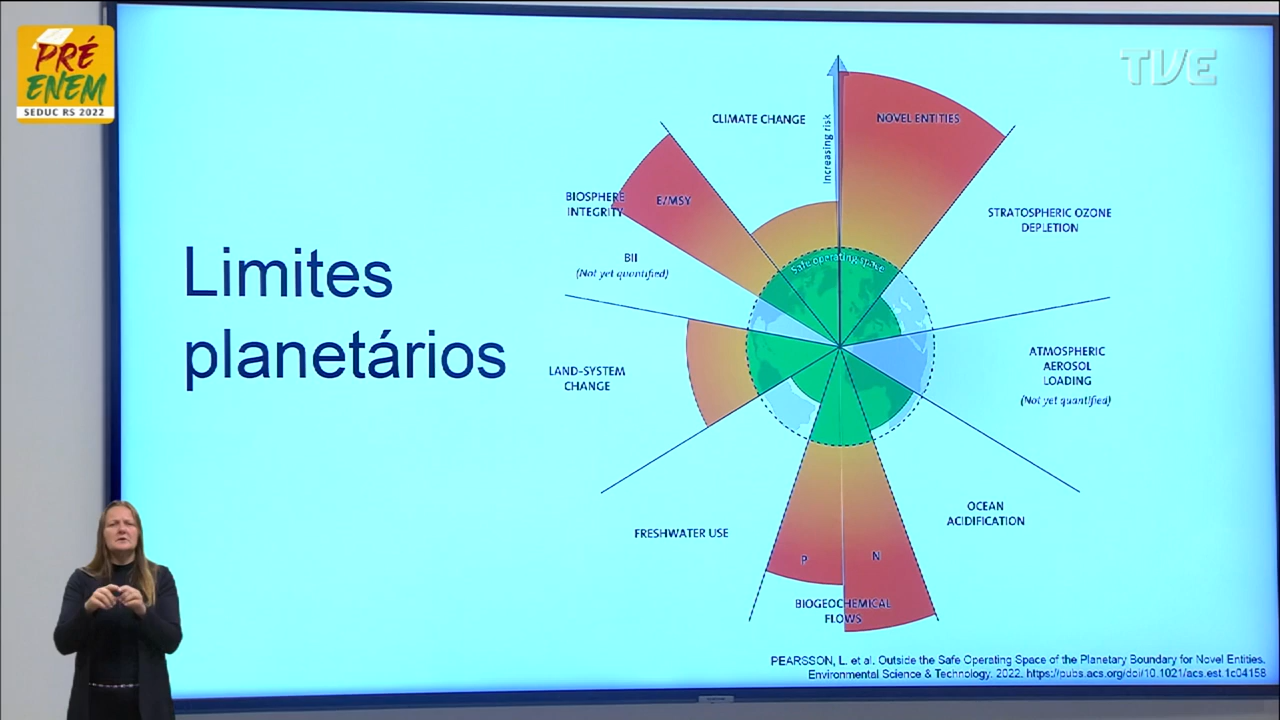 PRÉ
ENEM
SEDUC RS 2022
TVE
Limites
planetários
CLIMATE CHANGE
Increasing risk
NOVEL ENTITIES
BIOSPHERE
INTEGRITY
E/MSY
STRATOSPHERIC OZONE
DEPLETION
BII
(Not yet quantified)
Safe operating space
LAND-SYSTEM
CHANGE
ATMOSPHERIC
AEROSOL
LOADING
(Not yet quantified)
FRESHWATER USE
OCEAN
ACIDIFICATION
P
N
BIOGEOCHEMICAL
FLOWS
PEARSSON, L. et al. Outside the Safe Operating Space of the Planetary Boundary for Novel Entities.
Environmental Science & Technology, 2022. https://pubs.acs.org/doi/10.1021/acs.est.1c04158